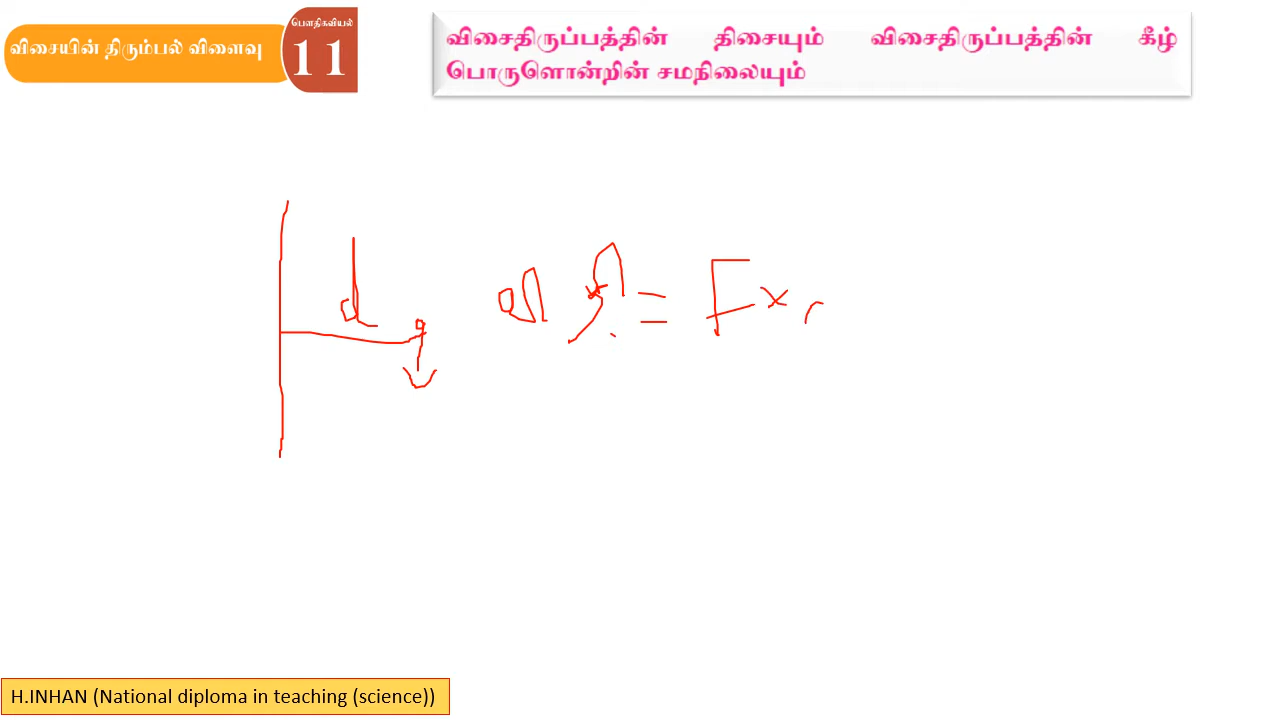 பௌதிகவியல்
விசையின் திரும்பல் விளைவு
11
விசைதிருப்பத்தின் திசையும் விசைதிருப்பத்தின் கீழ்
பொருளொன்றின் சமநிலையும்
d
வி தி = F x
H.INHAN (National diploma in teaching (science))